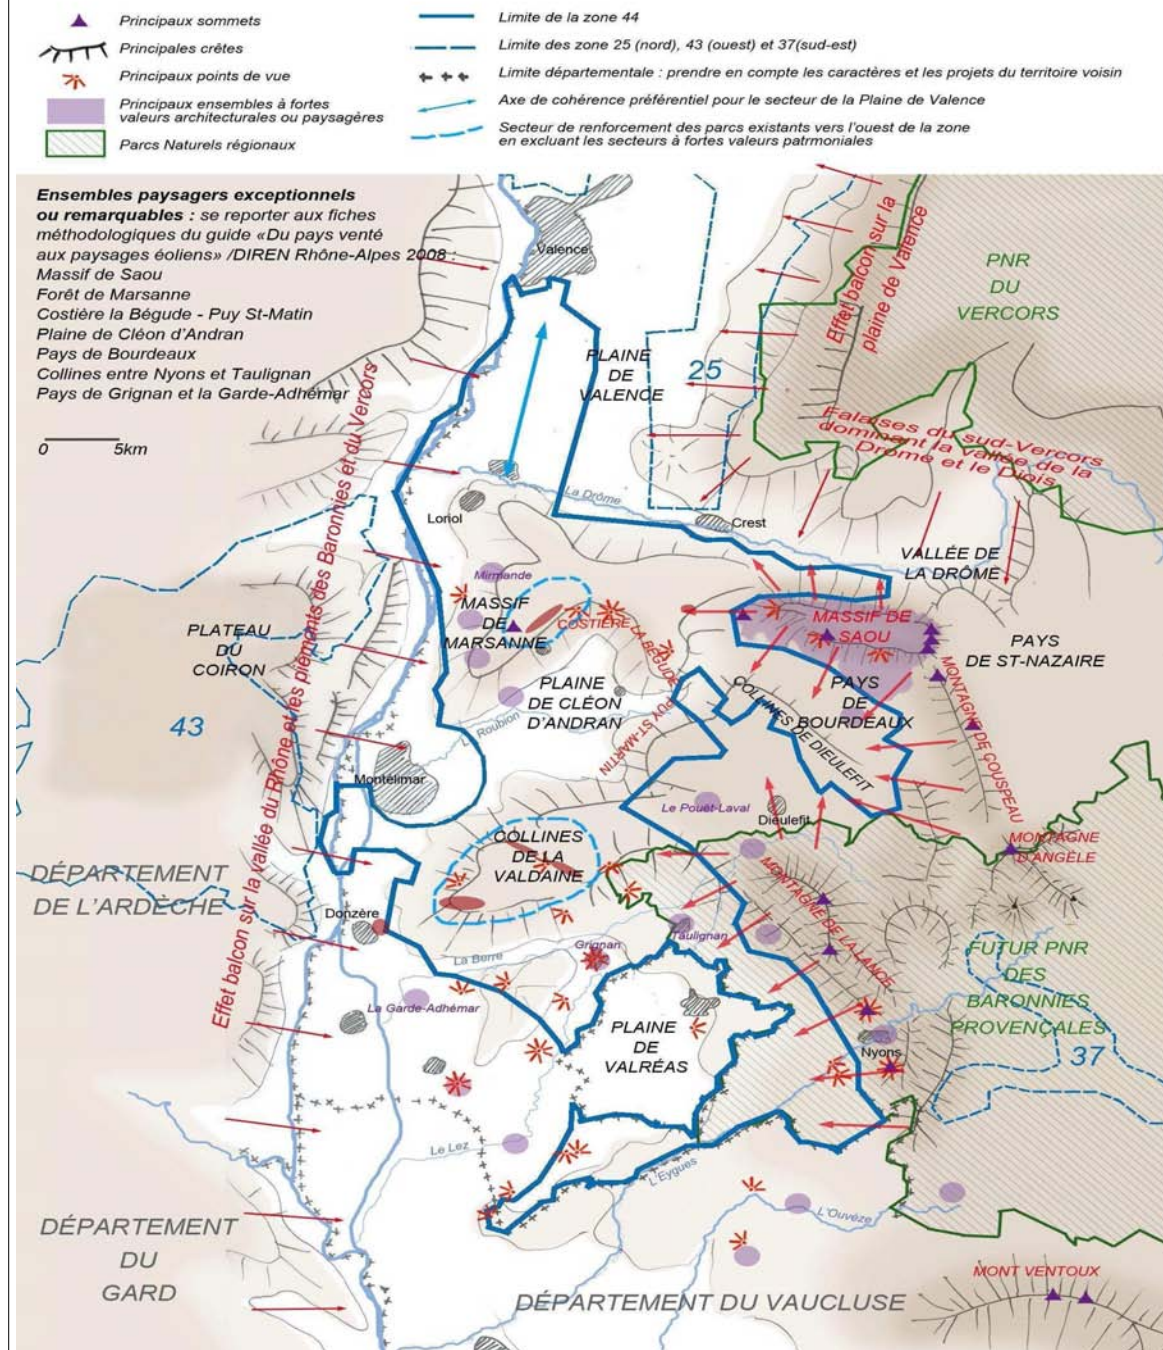 Principaux sommets
Principales crêtes
Principaux points de vue
Principaux ensembles à fortes
valeurs architecturales ou paysagères
Parcs Naturels régionaux
Limite de la zone 44
Limite des zone 25 (nord), 43 (ouest) et 37(sud-est)
Limite départementale : prendre en compte les caractères et les projets du territoire voisin
Axe de cohérence préférentiel pour le secteur de la Plaine de Valence
Secteur de renforcement des parcs existants vers l'ouest de la zone
en excluant les secteurs à fortes valeurs patrmoniales
Ensembles paysagers exceptionnels
ou remarquables : se reporter aux fiches
méthodologiques du guide «Du pays venté
aux paysages éoliens» /DIREN Rhône-Alpes 2008 :
Massif de Saou
Forêt de Marsanne
Costière la Bégude - Puy St-Matin
Plaine de Cléon d'Andran
Pays de Bourdeaux
Collines entre Nyons et Taulignan
Pays de Grignan et la Garde-Adhémar
0 5km
Valence
Effet balcon sur la
plaine de Valence
PNR
DU
VERCORS
PLAINE
DE
VALENCE
25
Falaises du sud-Vercors
dominant la vallée de la
Drôme et le Diois
La Drôme
Loriol
Crest
VALLÉE DE
LA DRÔME
Mirmande
MASSIF
DE
MARSANNE
COSTIÈRE
LA BÉGUDE
PUY ST-MARTIN
MASSIF DE
SAOU
PAYS
DE ST-NAZAIRE
PLATEAU
DU
COIRON
43
Effet balcon sur la vallée du Rhône et les piémonts des Baronnies et du Vercors
PLAINE
DE CLÉON
D'ANDRAN
PAYS
DE
BOURDEAUX
COLLINES DE DIEULEFIT
MONTAGNE DE COUSPEAU
Le Roubion
Montélimar
Le Pouët-Laval
Dieulefit
MONTAGNE
D'ANGÈLE
COLLINES
DE LA
VALDAINE
MONTAGNE DE LA LANCE
DÉPARTEMENT
DE L'ARDÈCHE
Donzère
Taulignan
Grignan
La Berre
La Garde-Adhémar
FUTUR PNR
DES
BARONNIES
PROVENÇALES
37
PLAINE
DE
VALRÉAS
Nyons
Le Lez
L'Eygues
L'Ouvèze
DÉPARTEMENT
DU
GARD
MONT VENTOUX
DÉPARTEMENT DU VAUCLUSE